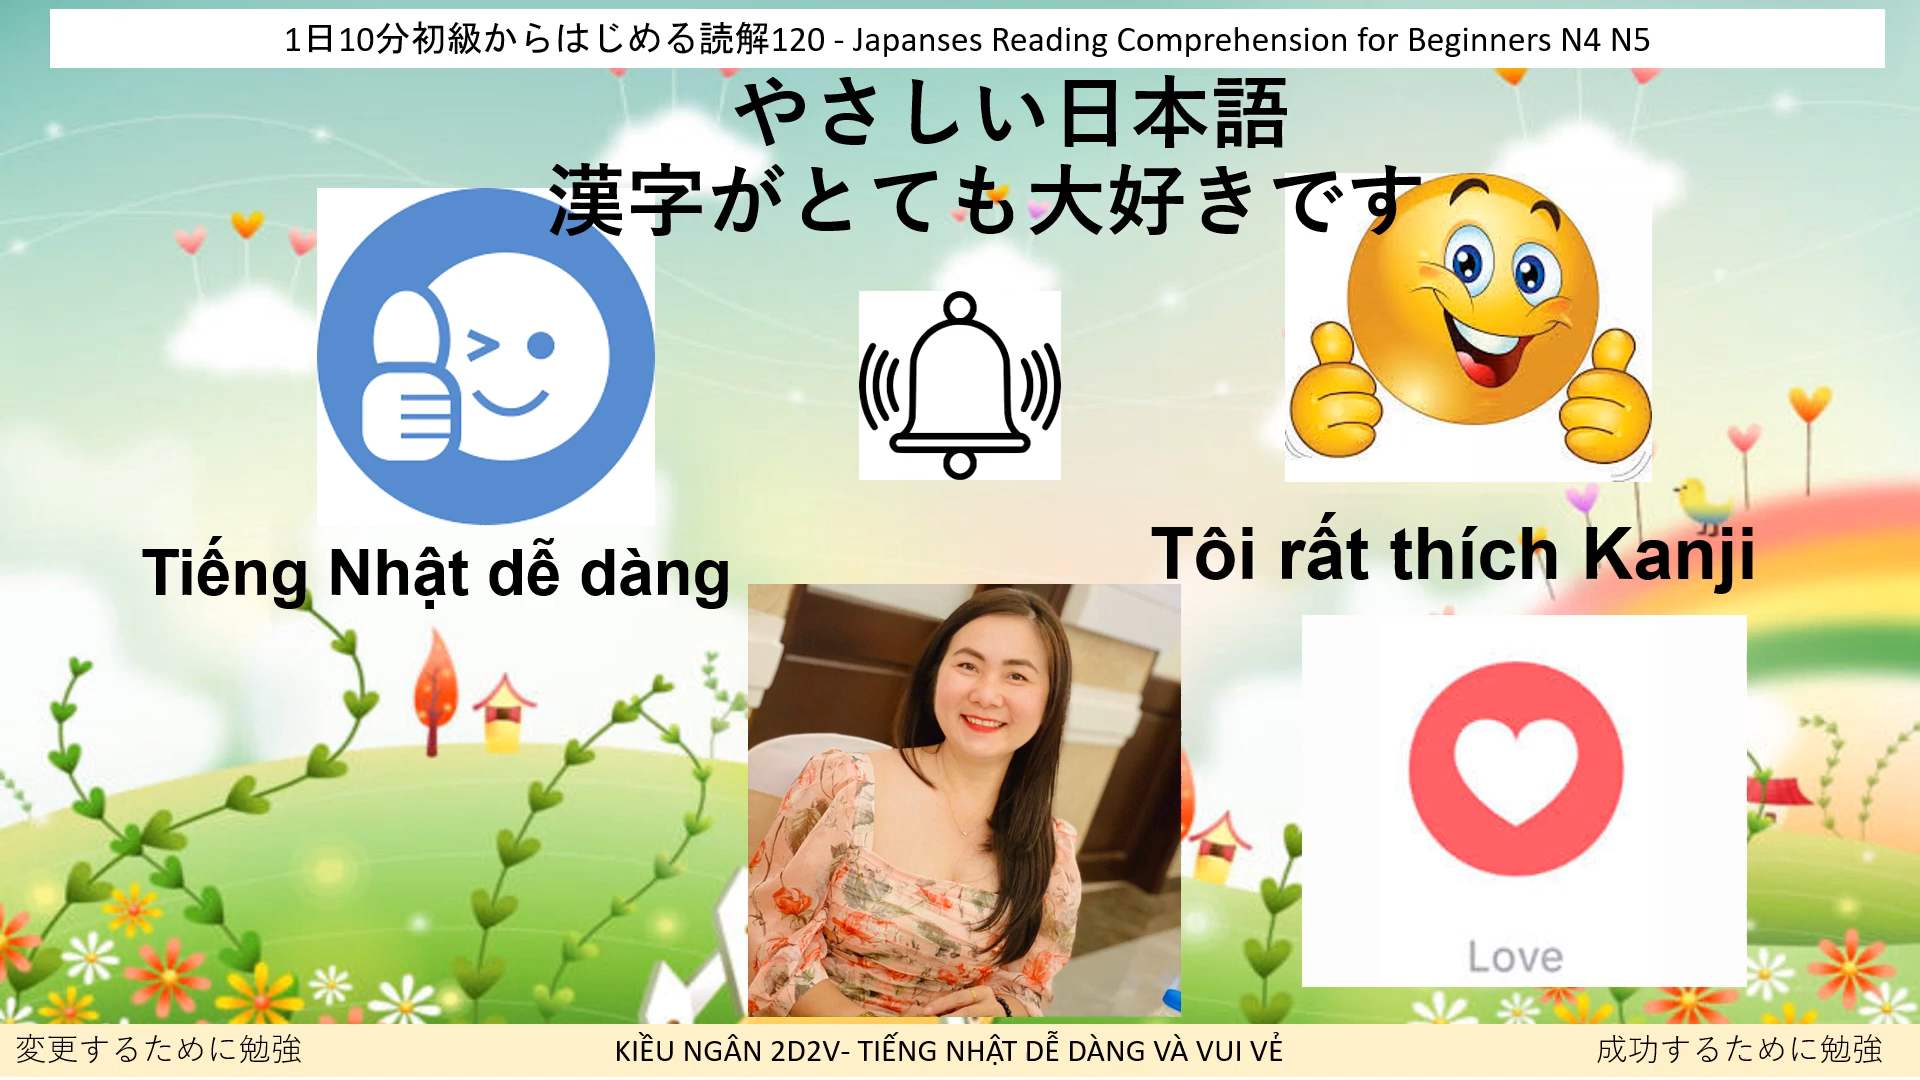 1日10分初級からはじめる読解120 - Japanses Reading Comprehension for Beginners N4 N5
やさしい日本語
漢字がとても大好きです
Tiếng Nhật dễ dàng
Tôi rất thích Kanji
Love
変更するために勉強
KIỀU NGÂN 2D2V- TIẾNG NHẬT DỄ DÀNG VÀ VUI VẺ
成功するために勉強